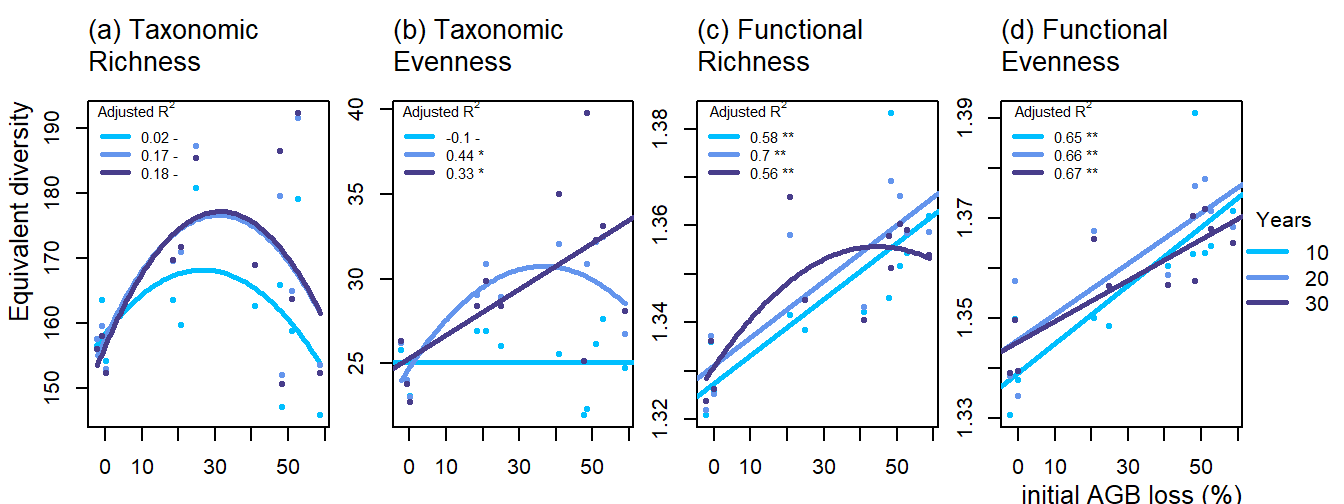 (a) Taxonomic
Richness
(b) Taxonomic
Evenness
(c) Functional
Richness
(d) Functional
Evenness
Equivalent diversity
Adjusted R2
0.02 -
0.17 -
0.18 -
190
180
170
160
150
0 10 30 50
Adjusted R2
-0.1 -
0.44 *
0.33 *
40
35
30
25
0 10 30 50
Adjusted R2
0.58 **
0.7 **
0.56 **
1.38
1.36
1.34
1.32
0 10 30 50
Adjusted R2
0.65 **
0.66 **
0.67 **
1.39
1.37
1.35
1.33
0 10 30 50
initial AGB loss (%)
Years
10
20
30